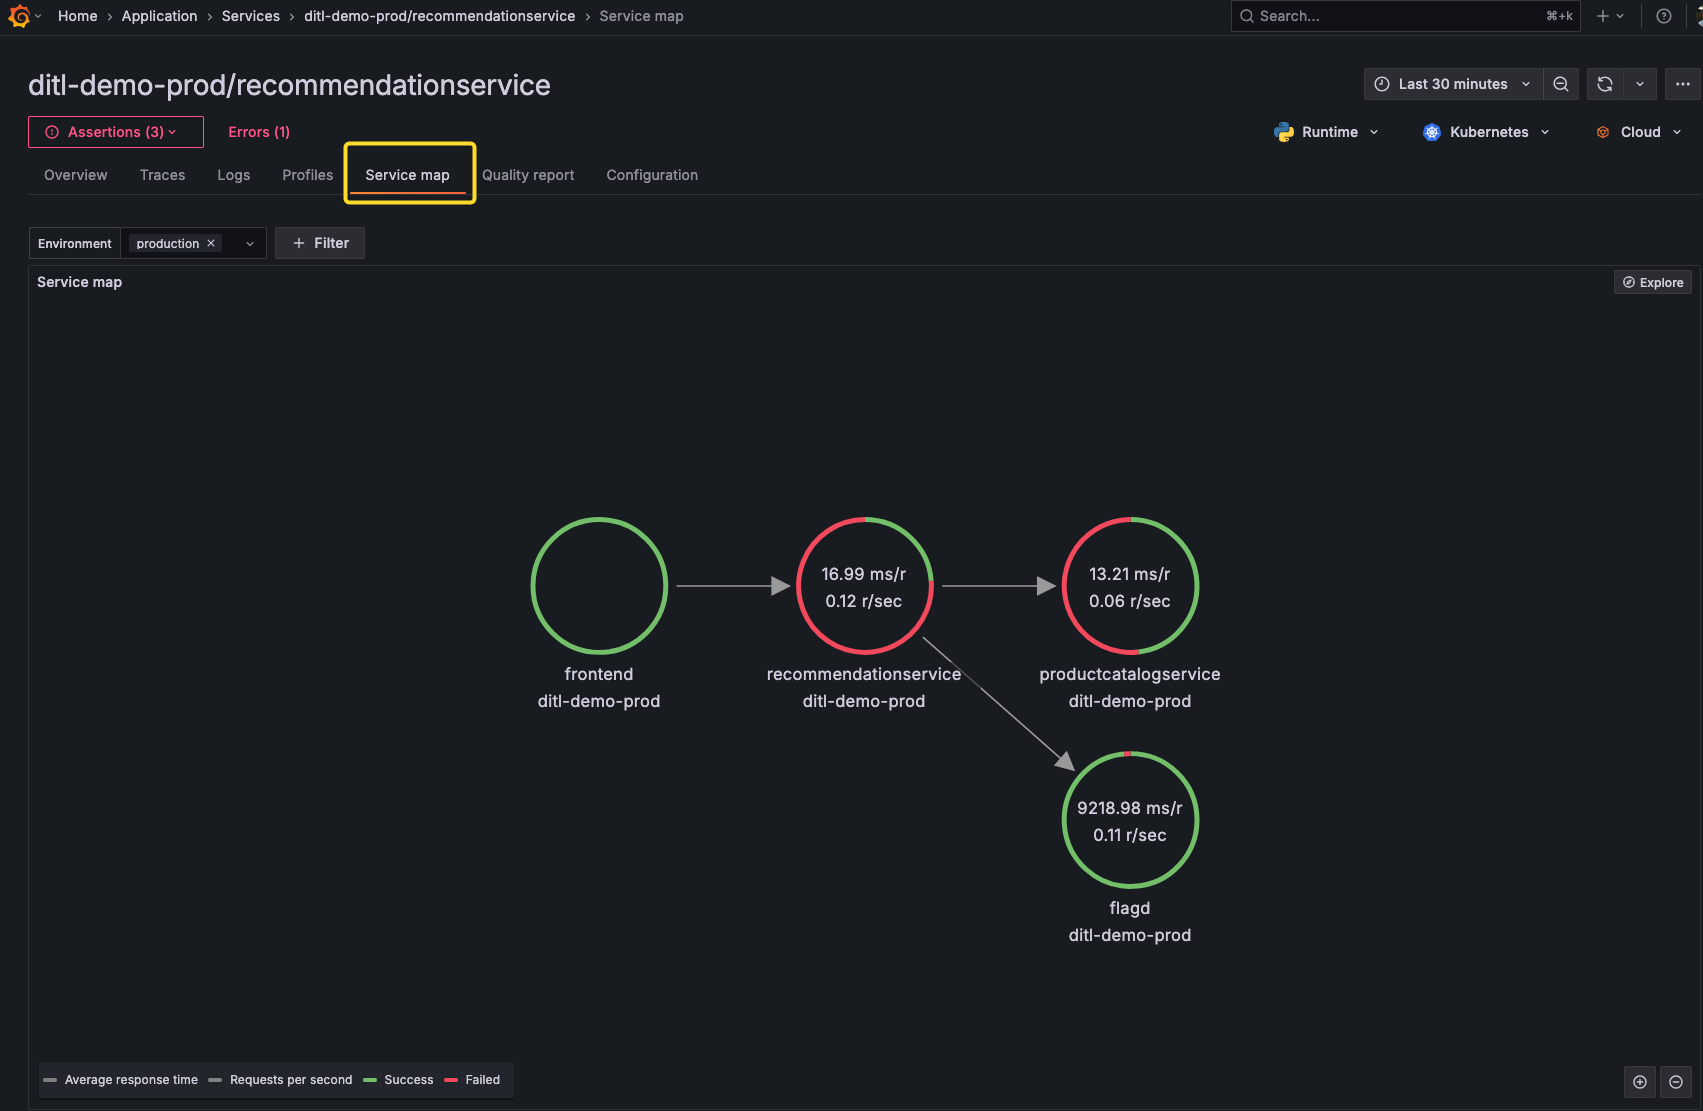 Home › Application › Services › ditl-demo-prod/recommendationservice › Service map
Search... ⌘+k
ditl-demo-prod/recommendationservice
Last 30 minutes
Assertions (3)
Errors (1)
Runtime
Kubernetes
Cloud
Overview
Traces
Logs
Profiles
Service map
Quality report
Configuration
Environment
production ×
+ Filter
Service map
Explore
frontend
ditl-demo-prod
16.99 ms/r
0.12 r/sec
recommendationservice
ditl-demo-prod
13.21 ms/r
0.06 r/sec
productcatalogservice
ditl-demo-prod
9218.98 ms/r
0.11 r/sec
flagd
ditl-demo-prod
Average response time
Requests per second
Success
Failed